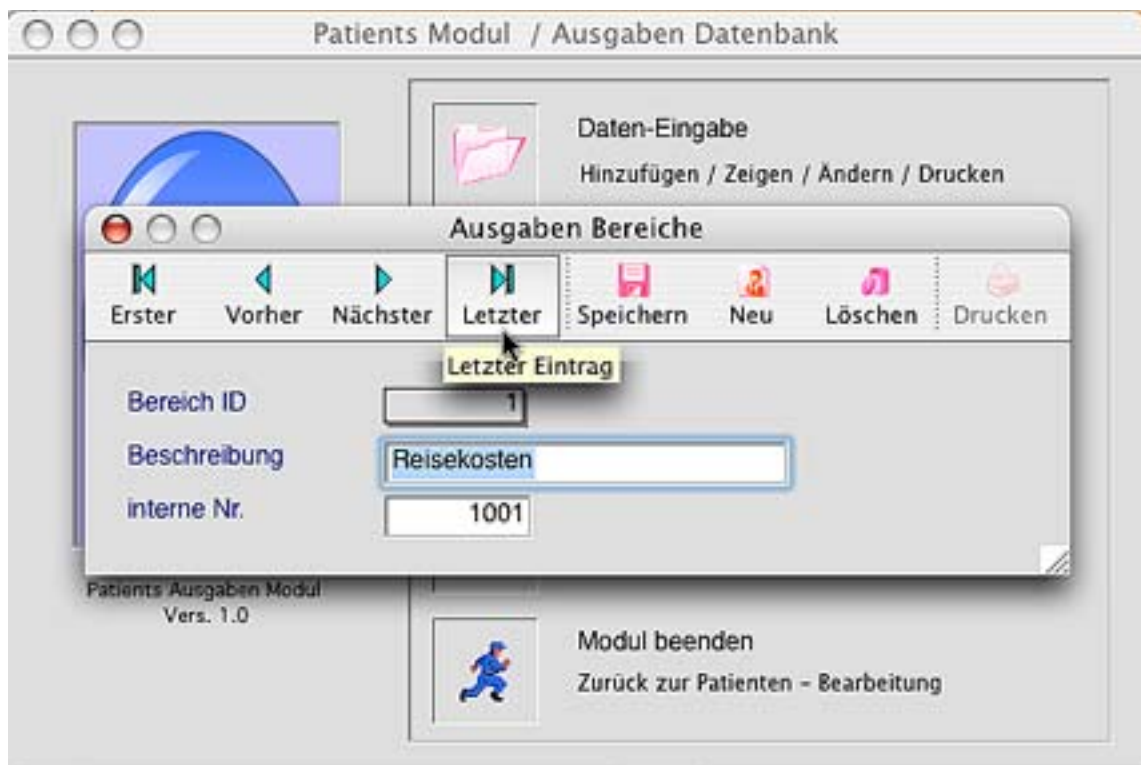 Patients Modul / Ausgaben Datenbank
Daten-Eingabe
Hinzufügen / Zeigen / Ändern / Drucken
Ausgaben Bereiche
Erster Vorher Nächster Letzter Speichern Neu Löschen Drucken
Letzter Eintrag
Bereich ID 1
Beschreibung Reisekosten
interne Nr. 1001
Patients Ausgaben Modul
Vers. 1.0
Modul beenden
Zurück zur Patienten - Bearbeitung